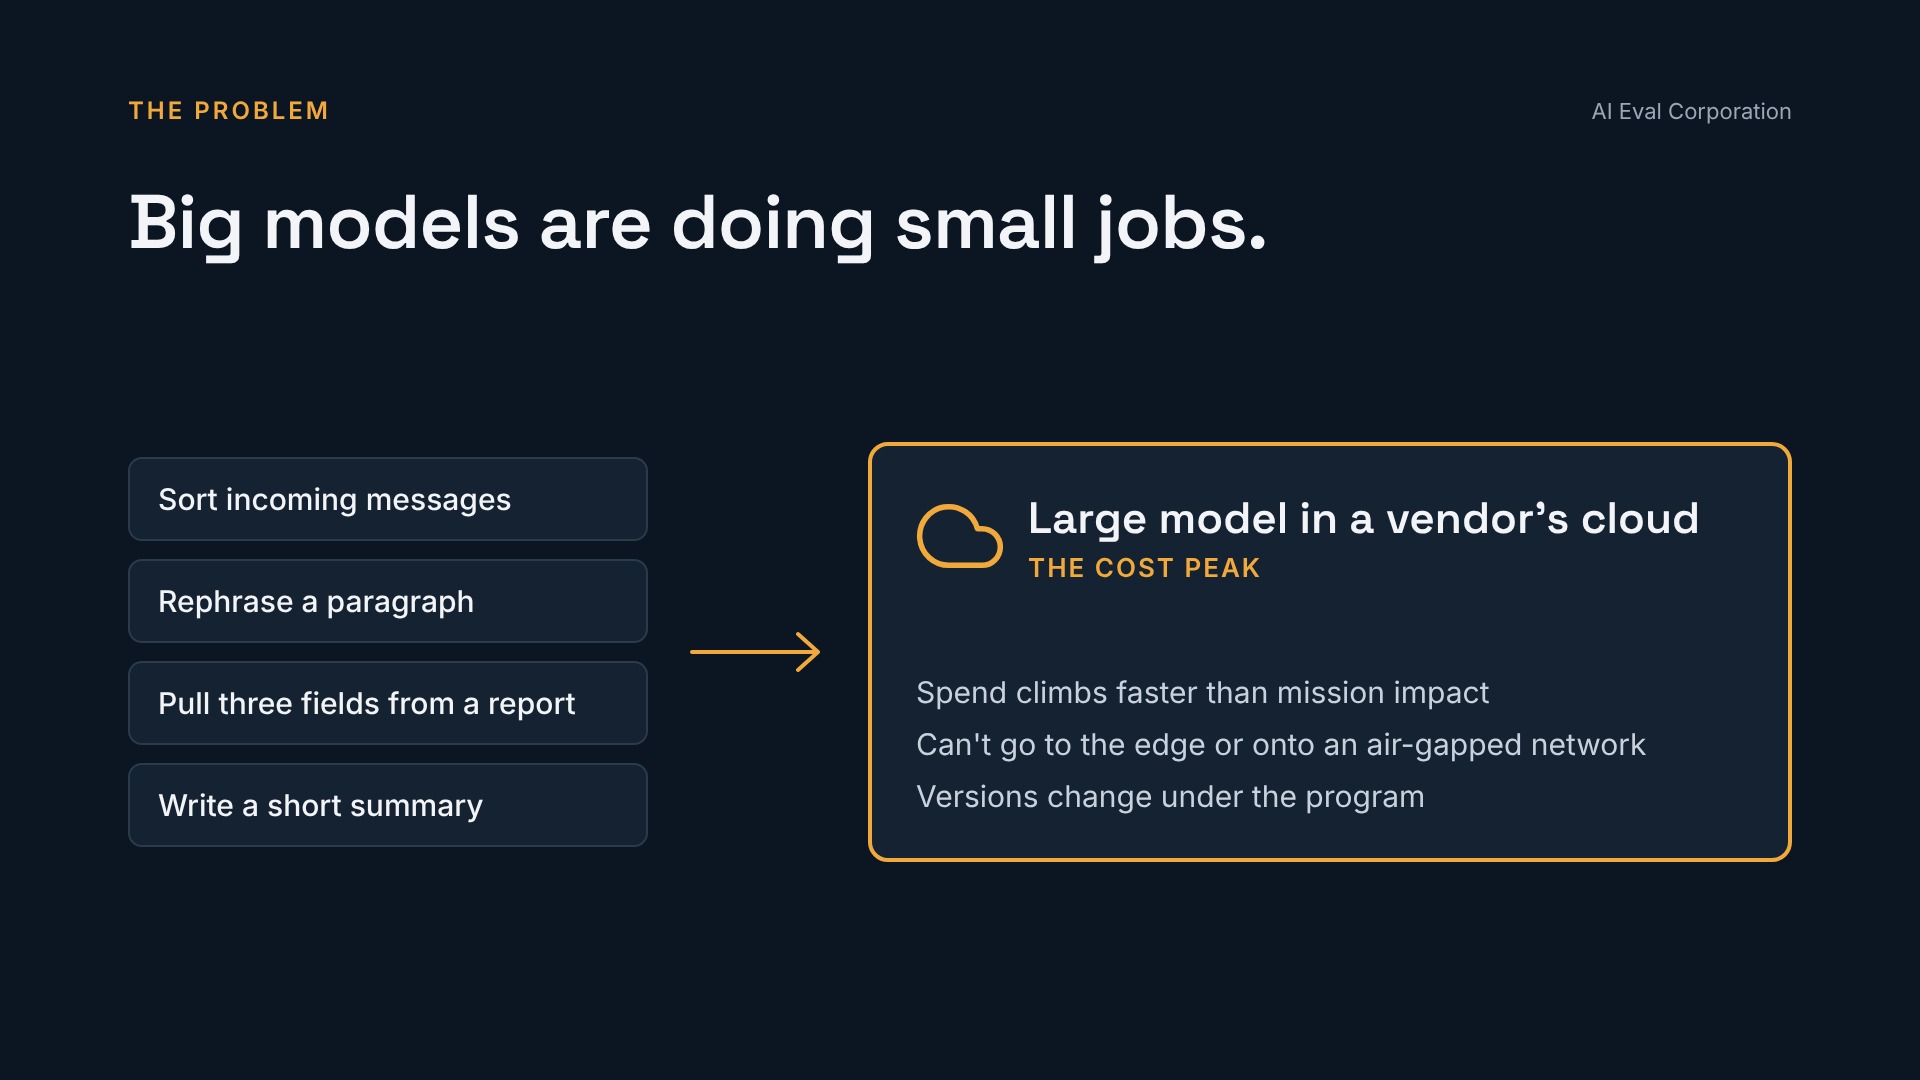 THE PROBLEM
AI Eval Corporation
Big models are doing small jobs.
Sort incoming messages
Rephrase a paragraph
Pull three fields from a report
Write a short summary
Large model in a vendor’s cloud
THE COST PEAK
Spend climbs faster than mission impact
Can't go to the edge or onto an air-gapped network
Versions change under the program